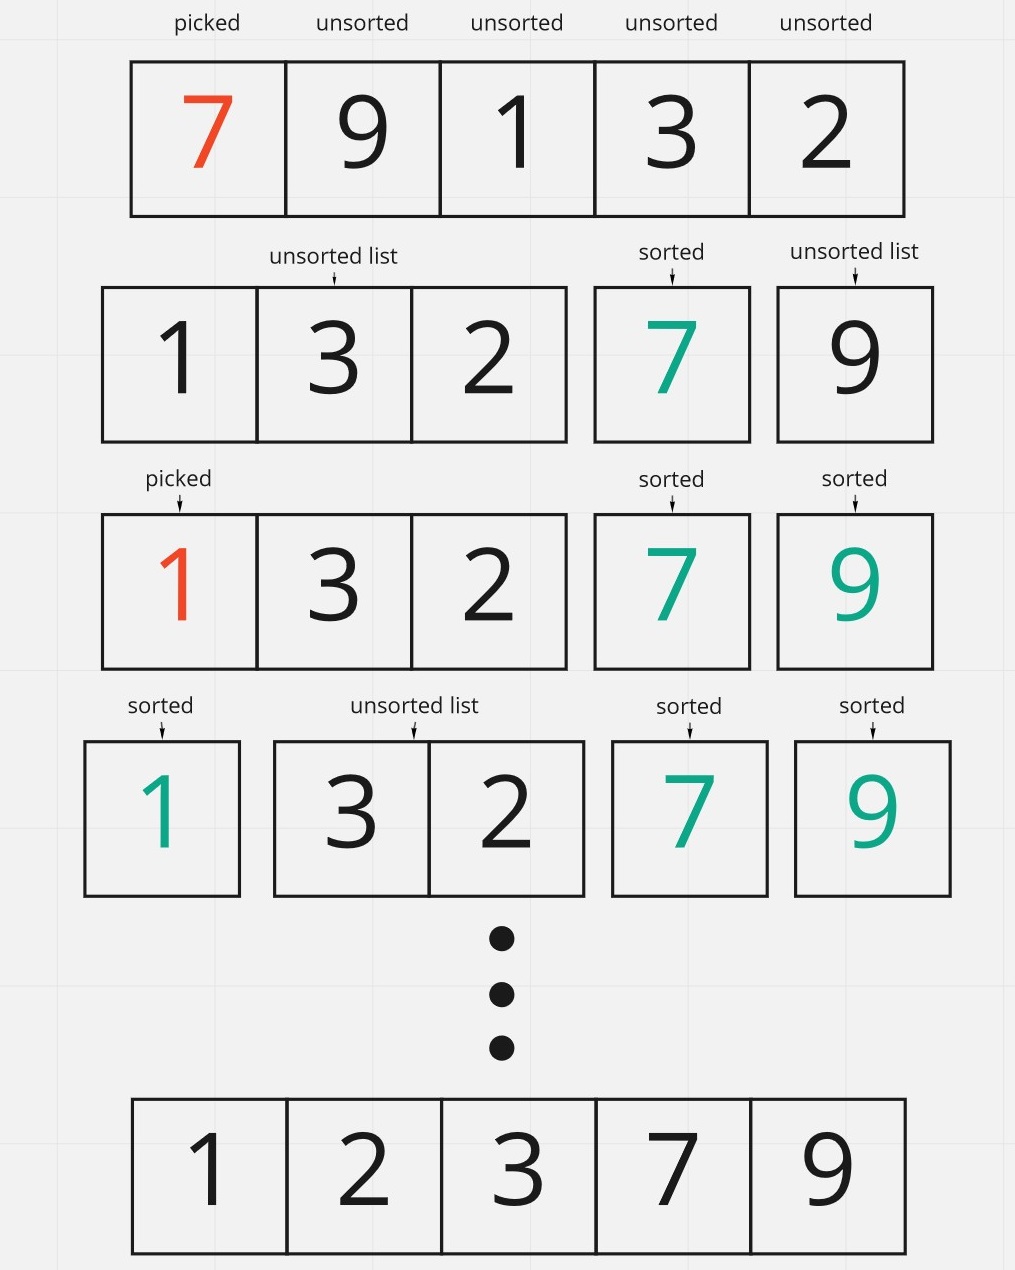 picked unsorted unsorted unsorted unsorted
7 9 1 3 2
unsorted list sorted unsorted list
1 3 2 7 9
picked sorted sorted
1 3 2 7 9
sorted unsorted list sorted sorted
1 3 2 7 9
1 2 3 7 9